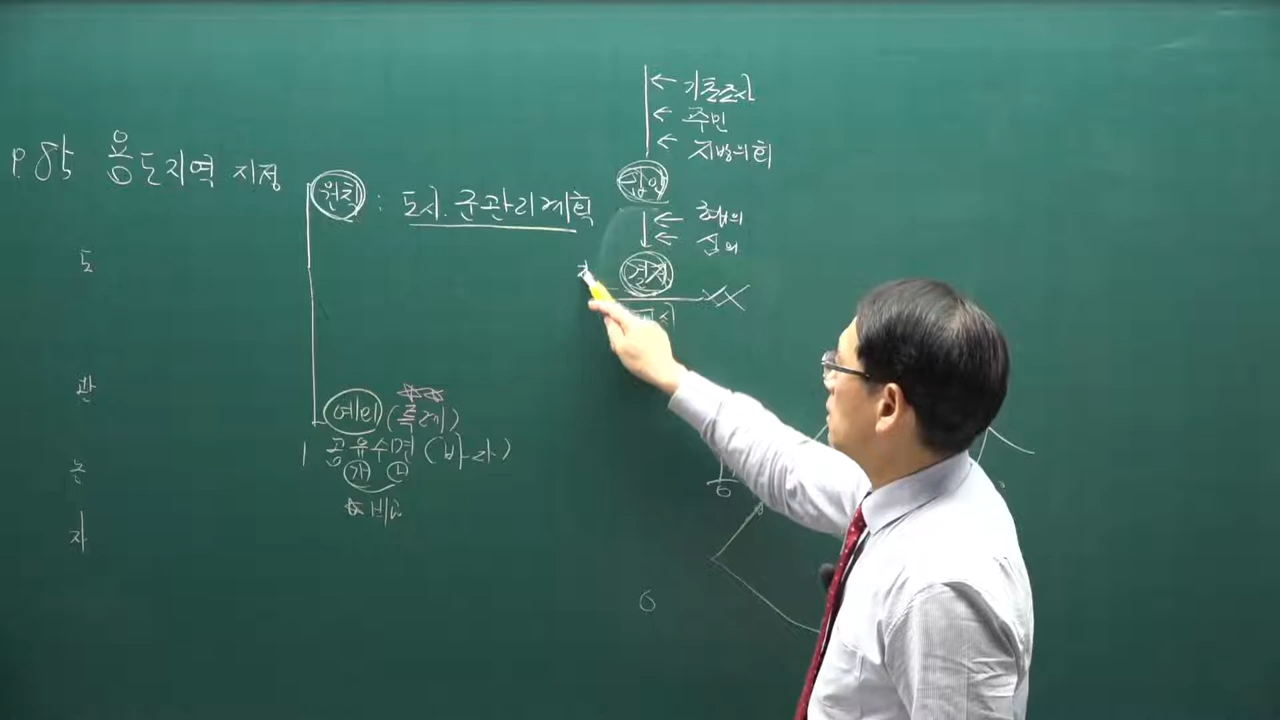 용도지역 지정
원칙 : 도시.군관리계획
예외 (특례)
1 공유수면 (바다)
가 나
비용
도
관
농
자
← 기초조사
← 주민
← 지방의회
입안
← 협의
← 심의
결정